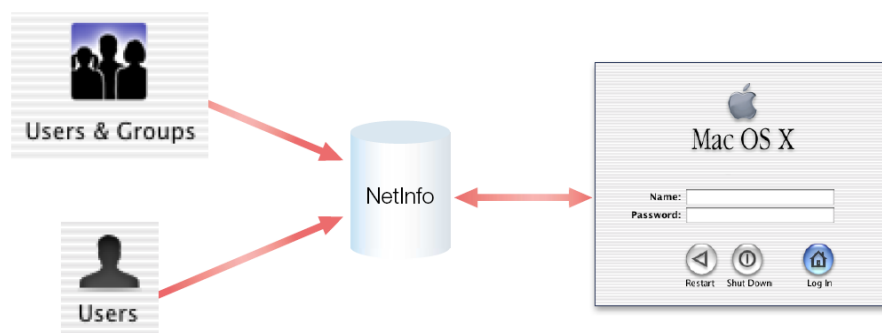 Users & Groups
Users
NetInfo
Mac OS X
Name:
Password:
Restart
Shut Down
Log In